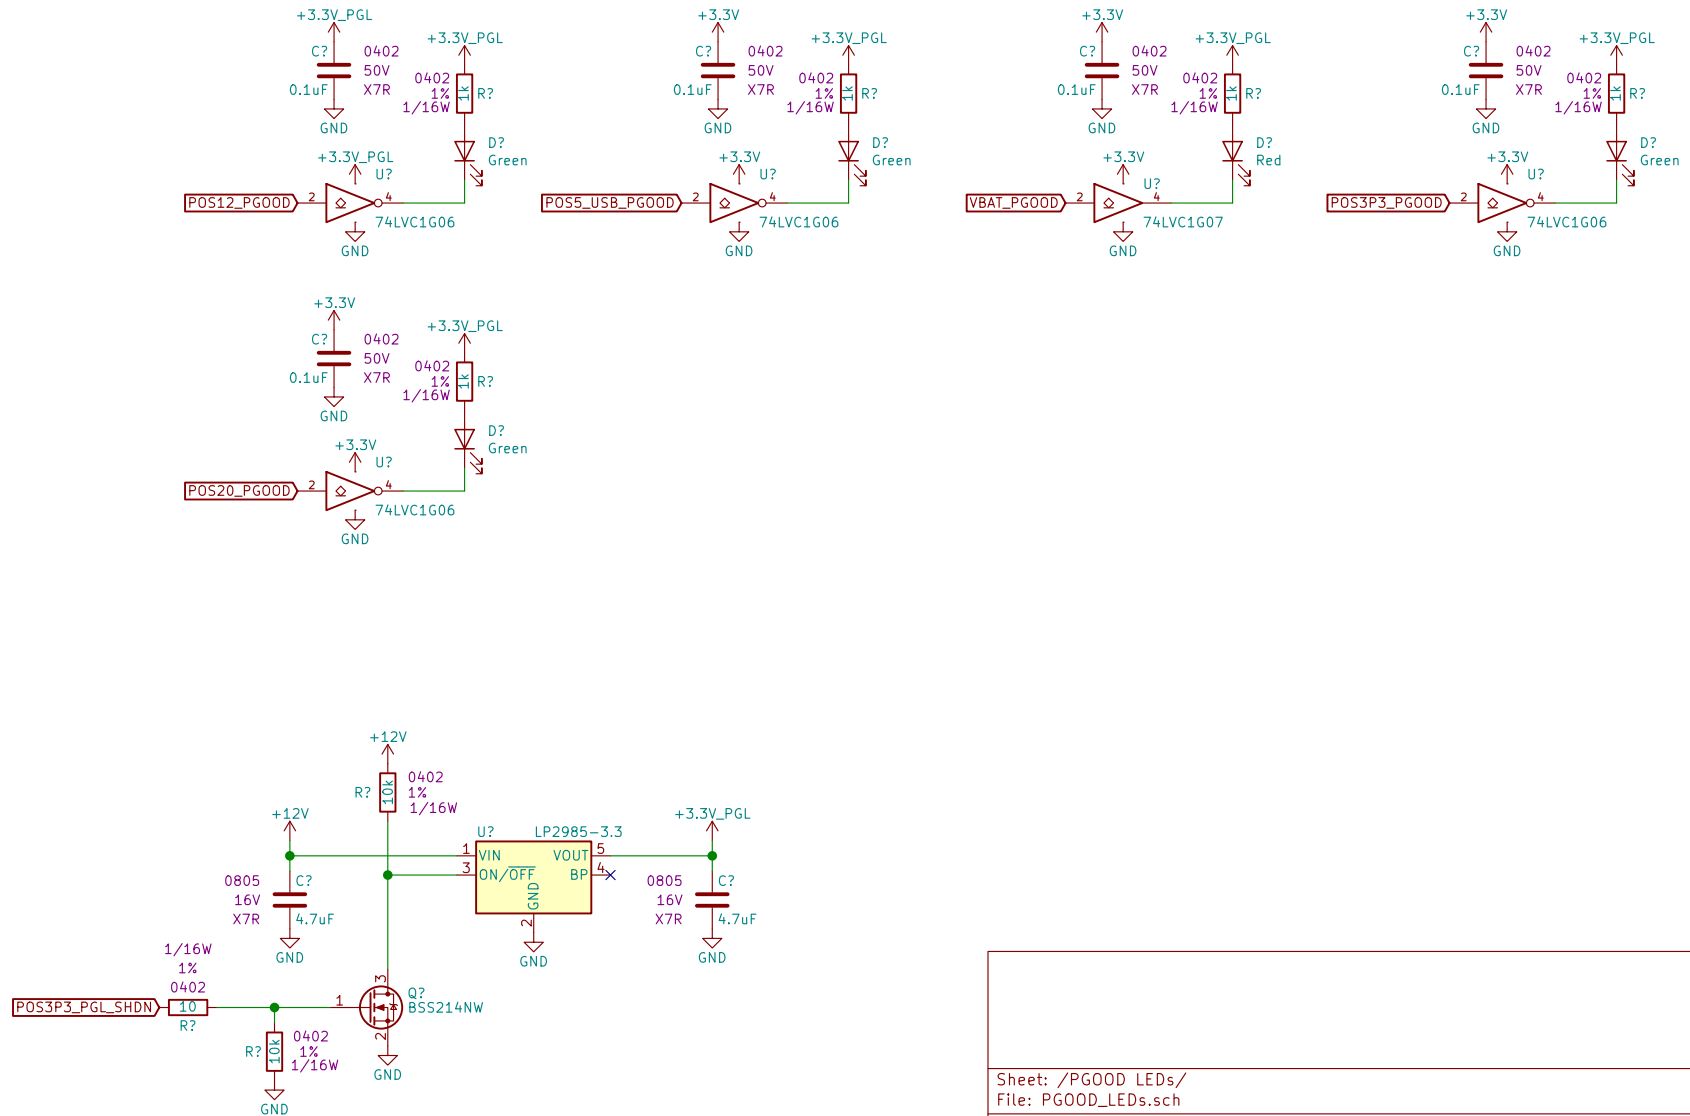 +3.3V_PGL
C?
0.1uF
0402
50V
X7R
GND
+3.3V_PGL
0402
1%
1/16W
1k
R?
D?
Green
+3.3V_PGL
U?
POS12_PGOOD
2
4
74LVC1G06
GND
+3.3V
C?
0.1uF
0402
50V
X7R
GND
+3.3V_PGL
0402
1%
1/16W
1k
R?
D?
Green
+3.3V
U?
POS5_USB_PGOOD
2
4
74LVC1G06
GND
+3.3V
C?
0.1uF
0402
50V
X7R
GND
+3.3V_PGL
0402
1%
1/16W
1k
R?
D?
Red
+3.3V
U?
VBAT_PGOOD
2
4
74LVC1G07
GND
+3.3V
C?
0.1uF
0402
50V
X7R
GND
+3.3V_PGL
0402
1%
1/16W
1k
R?
D?
Green
+3.3V
U?
POS3P3_PGOOD
2
4
74LVC1G06
GND
+3.3V
C?
0.1uF
0402
50V
X7R
GND
+3.3V_PGL
0402
1%
1/16W
1k
R?
D?
Green
+3.3V
U?
POS20_PGOOD
2
4
74LVC1G06
GND
+12V
R?
10k
0402
1%
1/16W
+12V
0805
16V
X7R
C?
4.7uF
GND
U?
LP2985-3.3
1
VIN
3
ON/OFF
VOUT
5
BP
4
GND
2
GND
+3.3V_PGL
0805
16V
X7R
C?
4.7uF
GND
1/16W
1%
0402
POS3P3_PGL_SHDN
10
R?
1
3
Q?
BSS214NW
2
GND
R?
10k
0402
1%
1/16W
GND
Sheet: /PGOOD LEDs/
File: PGOOD_LEDs.sch